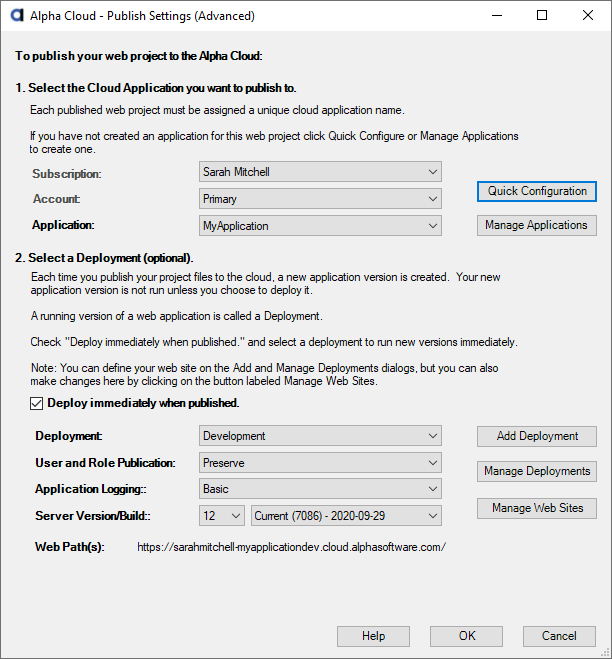 Alpha Cloud - Publish Settings (Advanced)
To publish your web project to the Alpha Cloud:
1. Select the Cloud Application you want to publish to.
Each published web project must be assigned a unique cloud application name.
If you have not created an application for this web project click Quick Configure or Manage Applications
to create one.
Subscription: Sarah Mitchell
Quick Configuration
Account: Primary
Application: MyApplication Manage Applications
2. Select a Deployment (optional).
Each time you publish your project files to the cloud, a new application version is created. Your new
application version is not run unless you choose to deploy it.
A running version of a web application is called a Deployment.
Check "Deploy immediately when published." and select a deployment to run new versions immediately.
Note: You can define your web site on the Add and Manage Deployments dialogs, but you can also
make changes here by clicking on the button labeled Manage Web Sites.
Deploy immediately when published.
Deployment: Development Add Deployment
User and Role Publication: Preserve Manage Deployments
Application Logging:: Basic
Server Version/Build:: 12 Current (7086) - 2020-09-29 Manage Web Sites
Web Path(s): https://sarahmitchell-myapplicationdev.cloud.alphasoftware.com/
Help OK Cancel